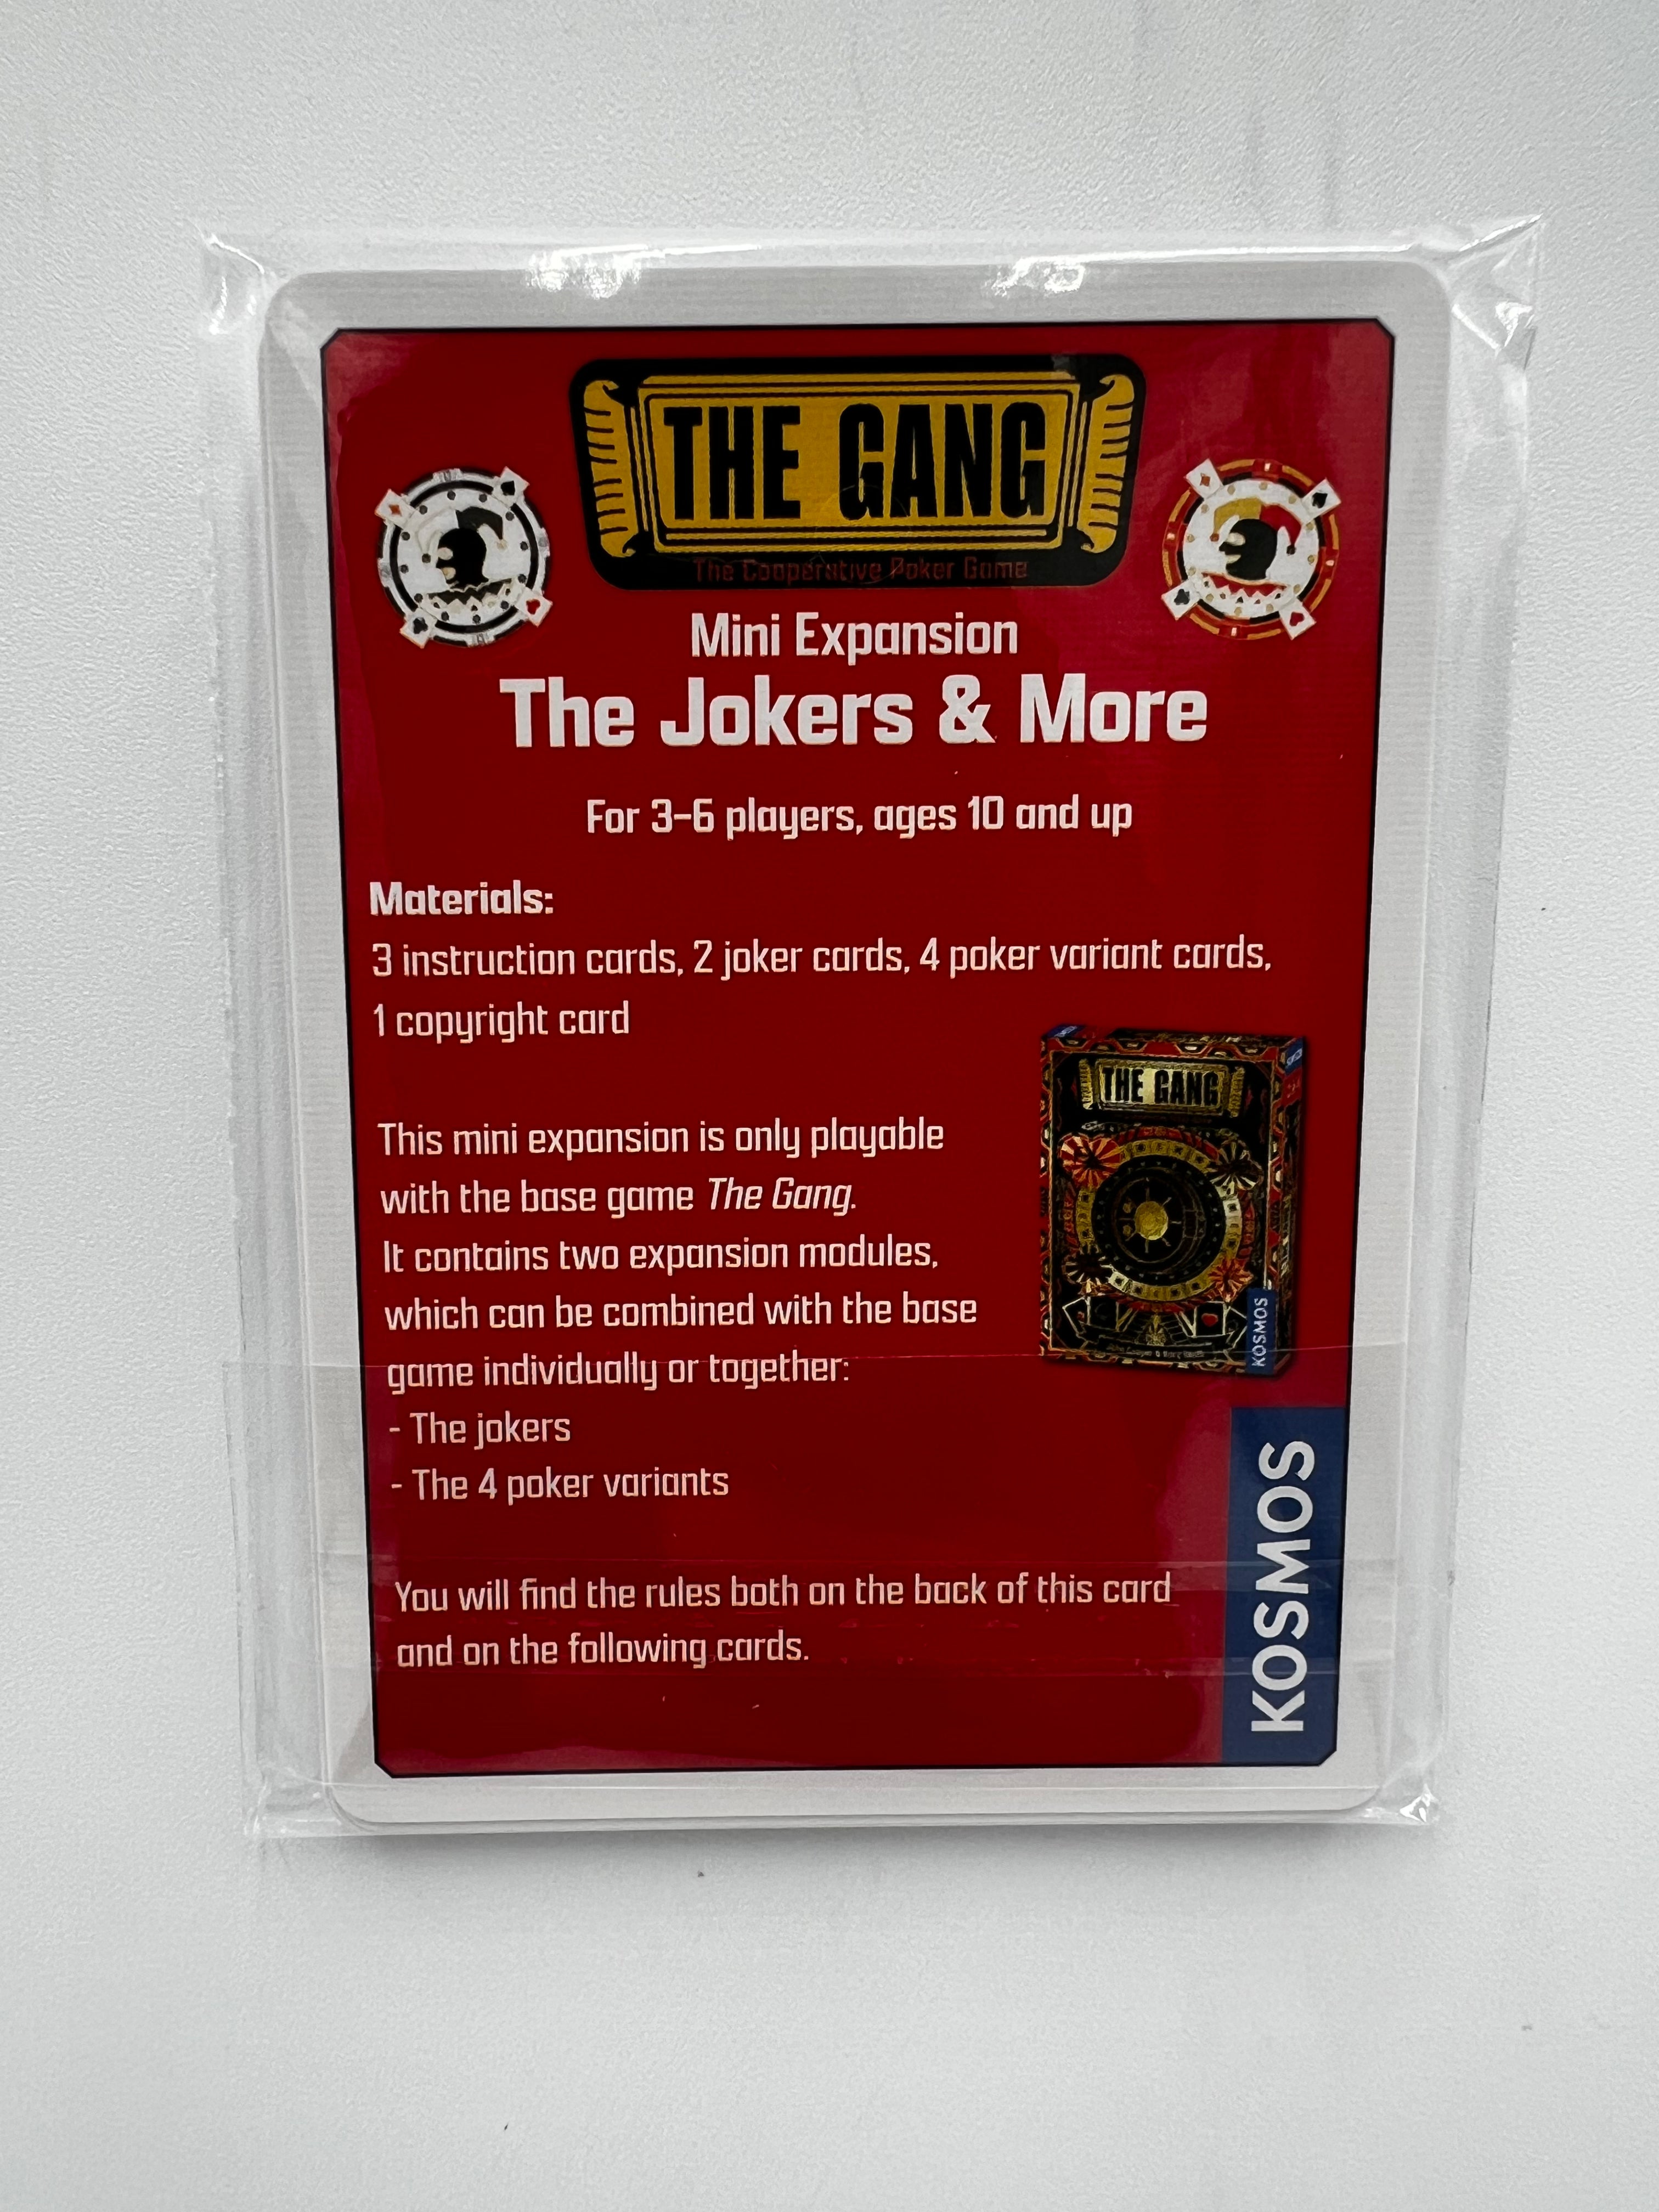 THE GANG
The Cooperative Poker Game
Mini Expansion
The Jokers & More
For 3-6 players, ages 10 and up
Materials:
3 instruction cards, 2 joker cards, 4 poker variant cards,
1 copyright card
This mini expansion is only playable
with the base game The Gang.
It contains two expansion modules,
which can be combined with the base
game individually or together:
- The jokers
- The 4 poker variants
THE GANG
KOSMOS
You will find the rules both on the back of this card
and on the following cards.
KOSMOS